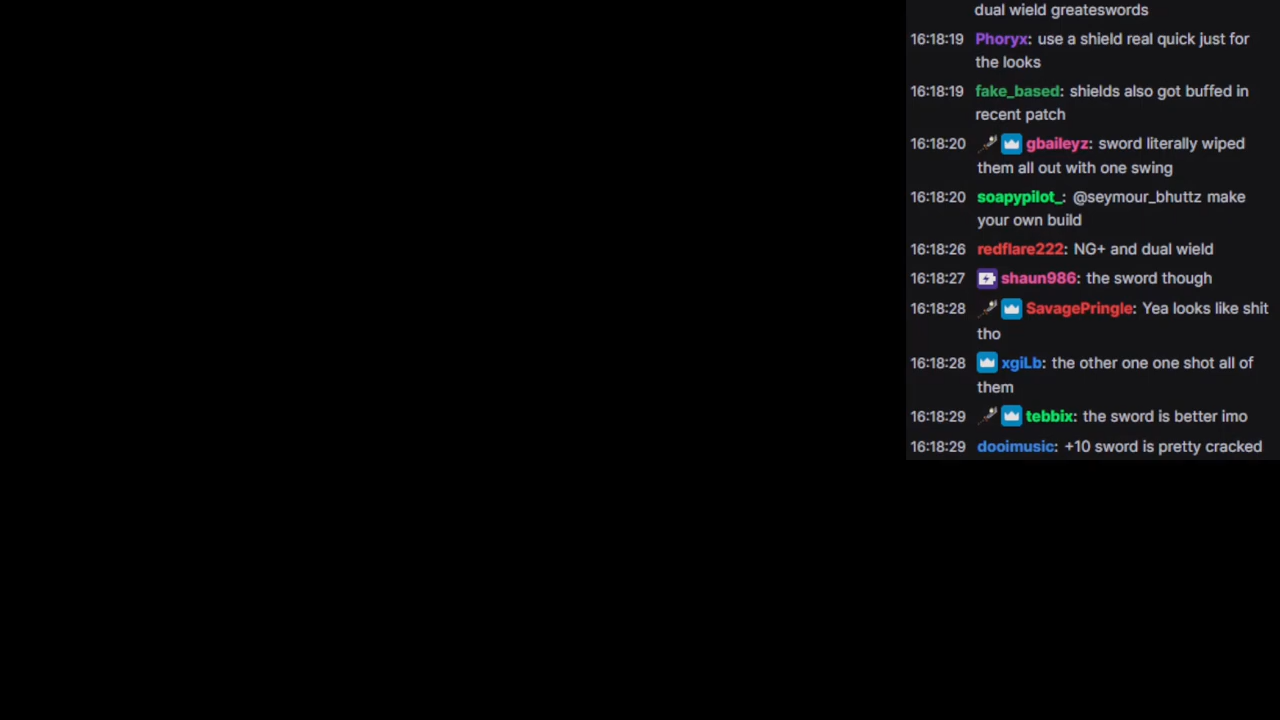 dual wield greateswords
16:18:19 Phoryx: use a shield real quick just for
the looks
16:18:19 fake_based: shields also got buffed in
recent patch
16:18:20 gbaileyz: sword literally wiped
them all out with one swing
16:18:20 soapypilot_: @seymour_bhuttz make
your own build
16:18:26 redflare222: NG+ and dual wield
16:18:27 shaun986: the sword though
16:18:28 SavagePringle: Yea looks like shit
tho
16:18:28 xgiLb: the other one one shot all of
them
16:18:29 tebbix: the sword is better imo
16:18:29 dooimusic: +10 sword is pretty cracked